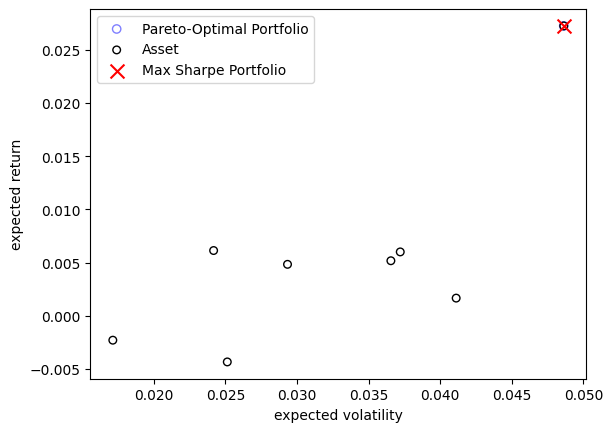 Pareto-Optimal Portfolio
Asset
Max Sharpe Portfolio
0.025
0.020
0.015
0.010
0.005
0.000
−0.005
expected return
0.020 0.025 0.030 0.035 0.040 0.045 0.050
expected volatility